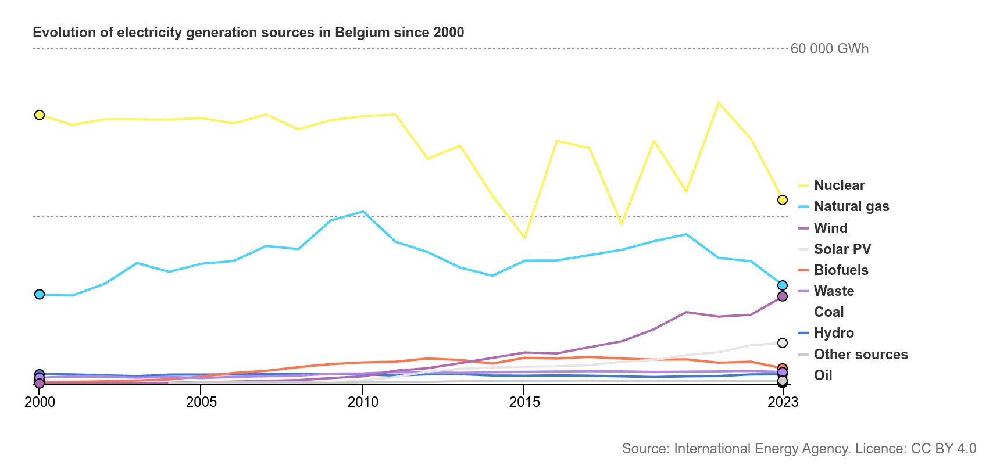 Evolution of electricity generation sources in Belgium since 2000
60 000 GWh
Nuclear
Natural gas
Wind
Solar PV
Biofuels
Waste
Coal
Hydro
Other sources
Oil
2000 2005 2010 2015 2023
Source: International Energy Agency. Licence: CC BY 4.0